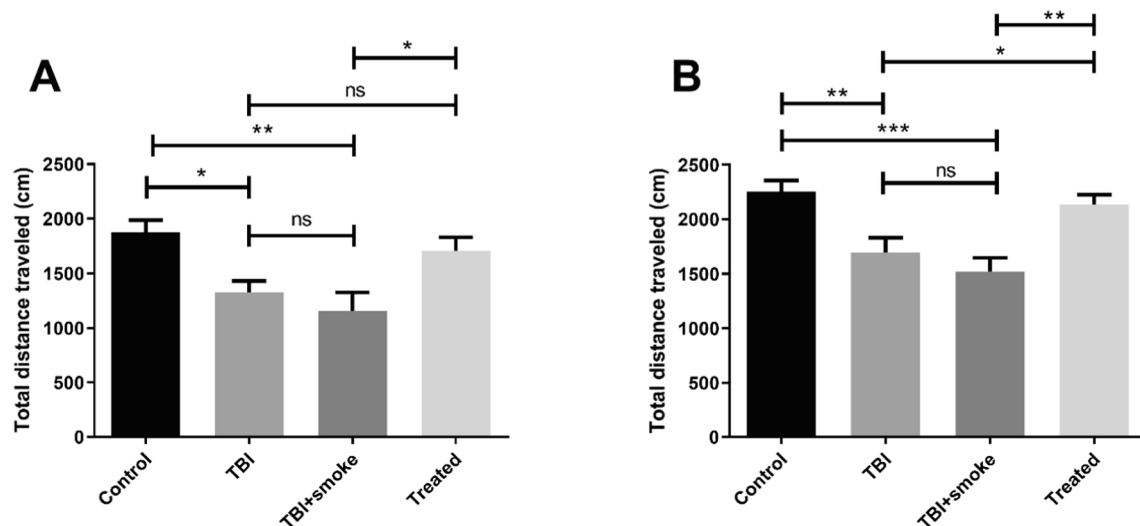 A
*
ns
**
*
ns
Total distance traveled (cm)
2500
2000
1500
1000
500
0
Control
TBI
TBI+smoke
Treated
B
**
*
**
***
ns
Total distance traveled (cm)
2500
2000
1500
1000
500
0
Control
TBI
TBI+smoke
Treated